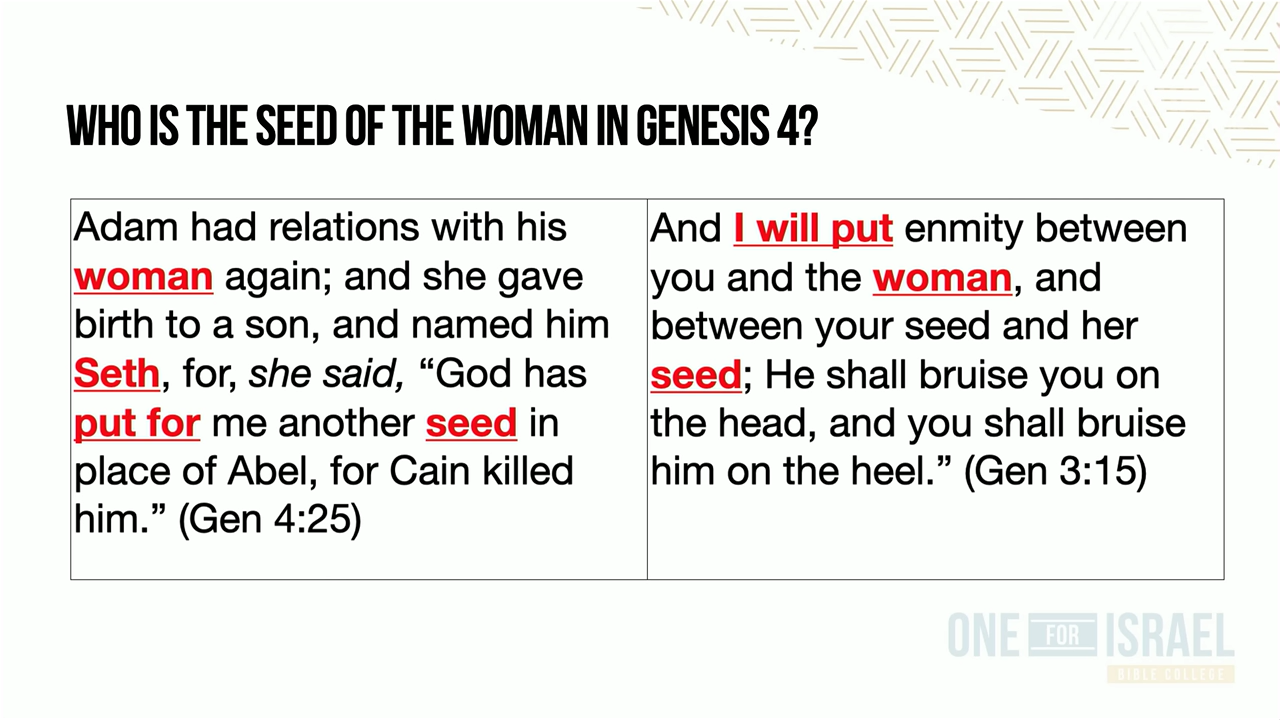 WHO IS THE SEED OF THE WOMAN IN GENESIS 4?
Adam had relations with his
woman again; and she gave
birth to a son, and named him
Seth, for, she said, “God has
put for me another seed in
place of Abel, for Cain killed
him.” (Gen 4:25)
And I will put enmity between
you and the woman, and
between your seed and her
seed; He shall bruise you on
the head, and you shall bruise
him on the heel.” (Gen 3:15)
ONE FOR ISRAEL
BIBLE COLLEGE